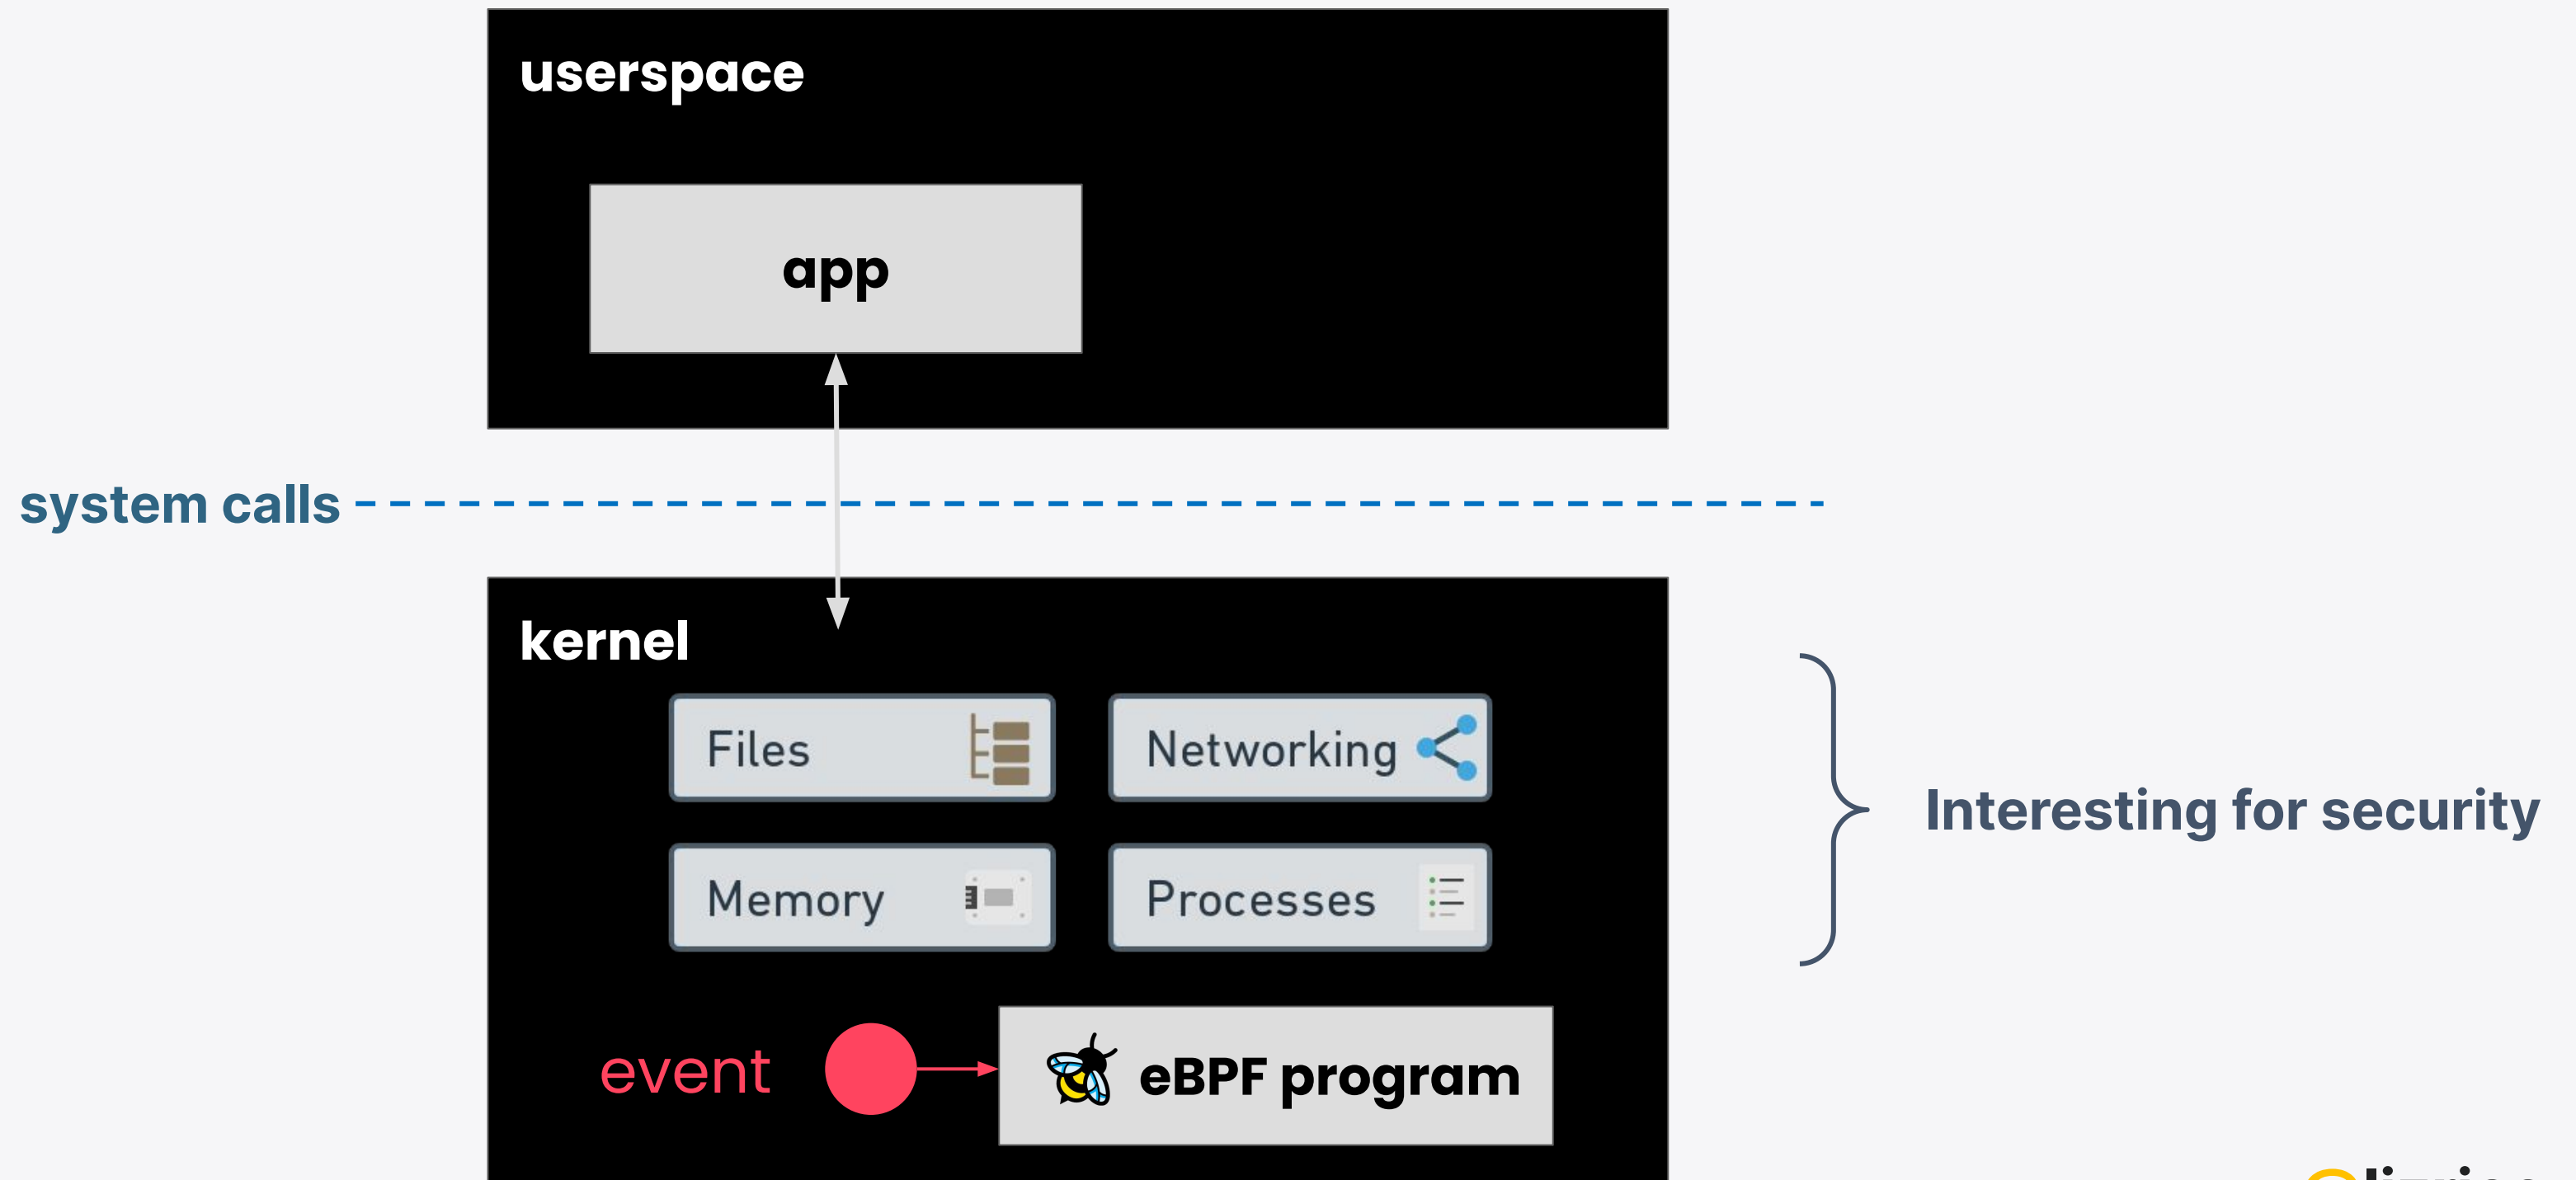 userspace
app
system calls
kernel
Files
Networking
Memory
Processes
Interesting for security
event
eBPF program